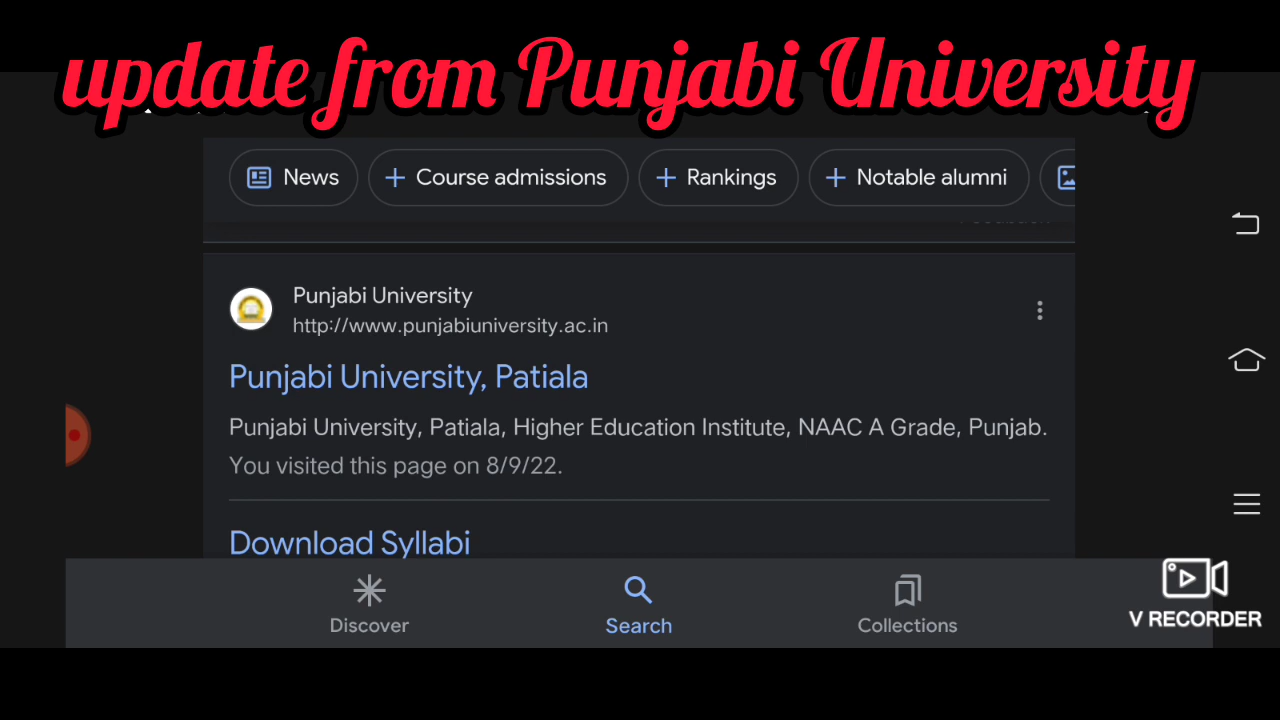 update from Punjabi University
News
Course admissions
Rankings
Notable alumni
Punjabi University
http://www.punjabiuniversity.ac.in
Punjabi University, Patiala
Punjabi University, Patiala, Higher Education Institute, NAAC A Grade, Punjab.
You visited this page on 8/9/22.
Download Syllabi
Discover
Search
Collections
V RECORDER